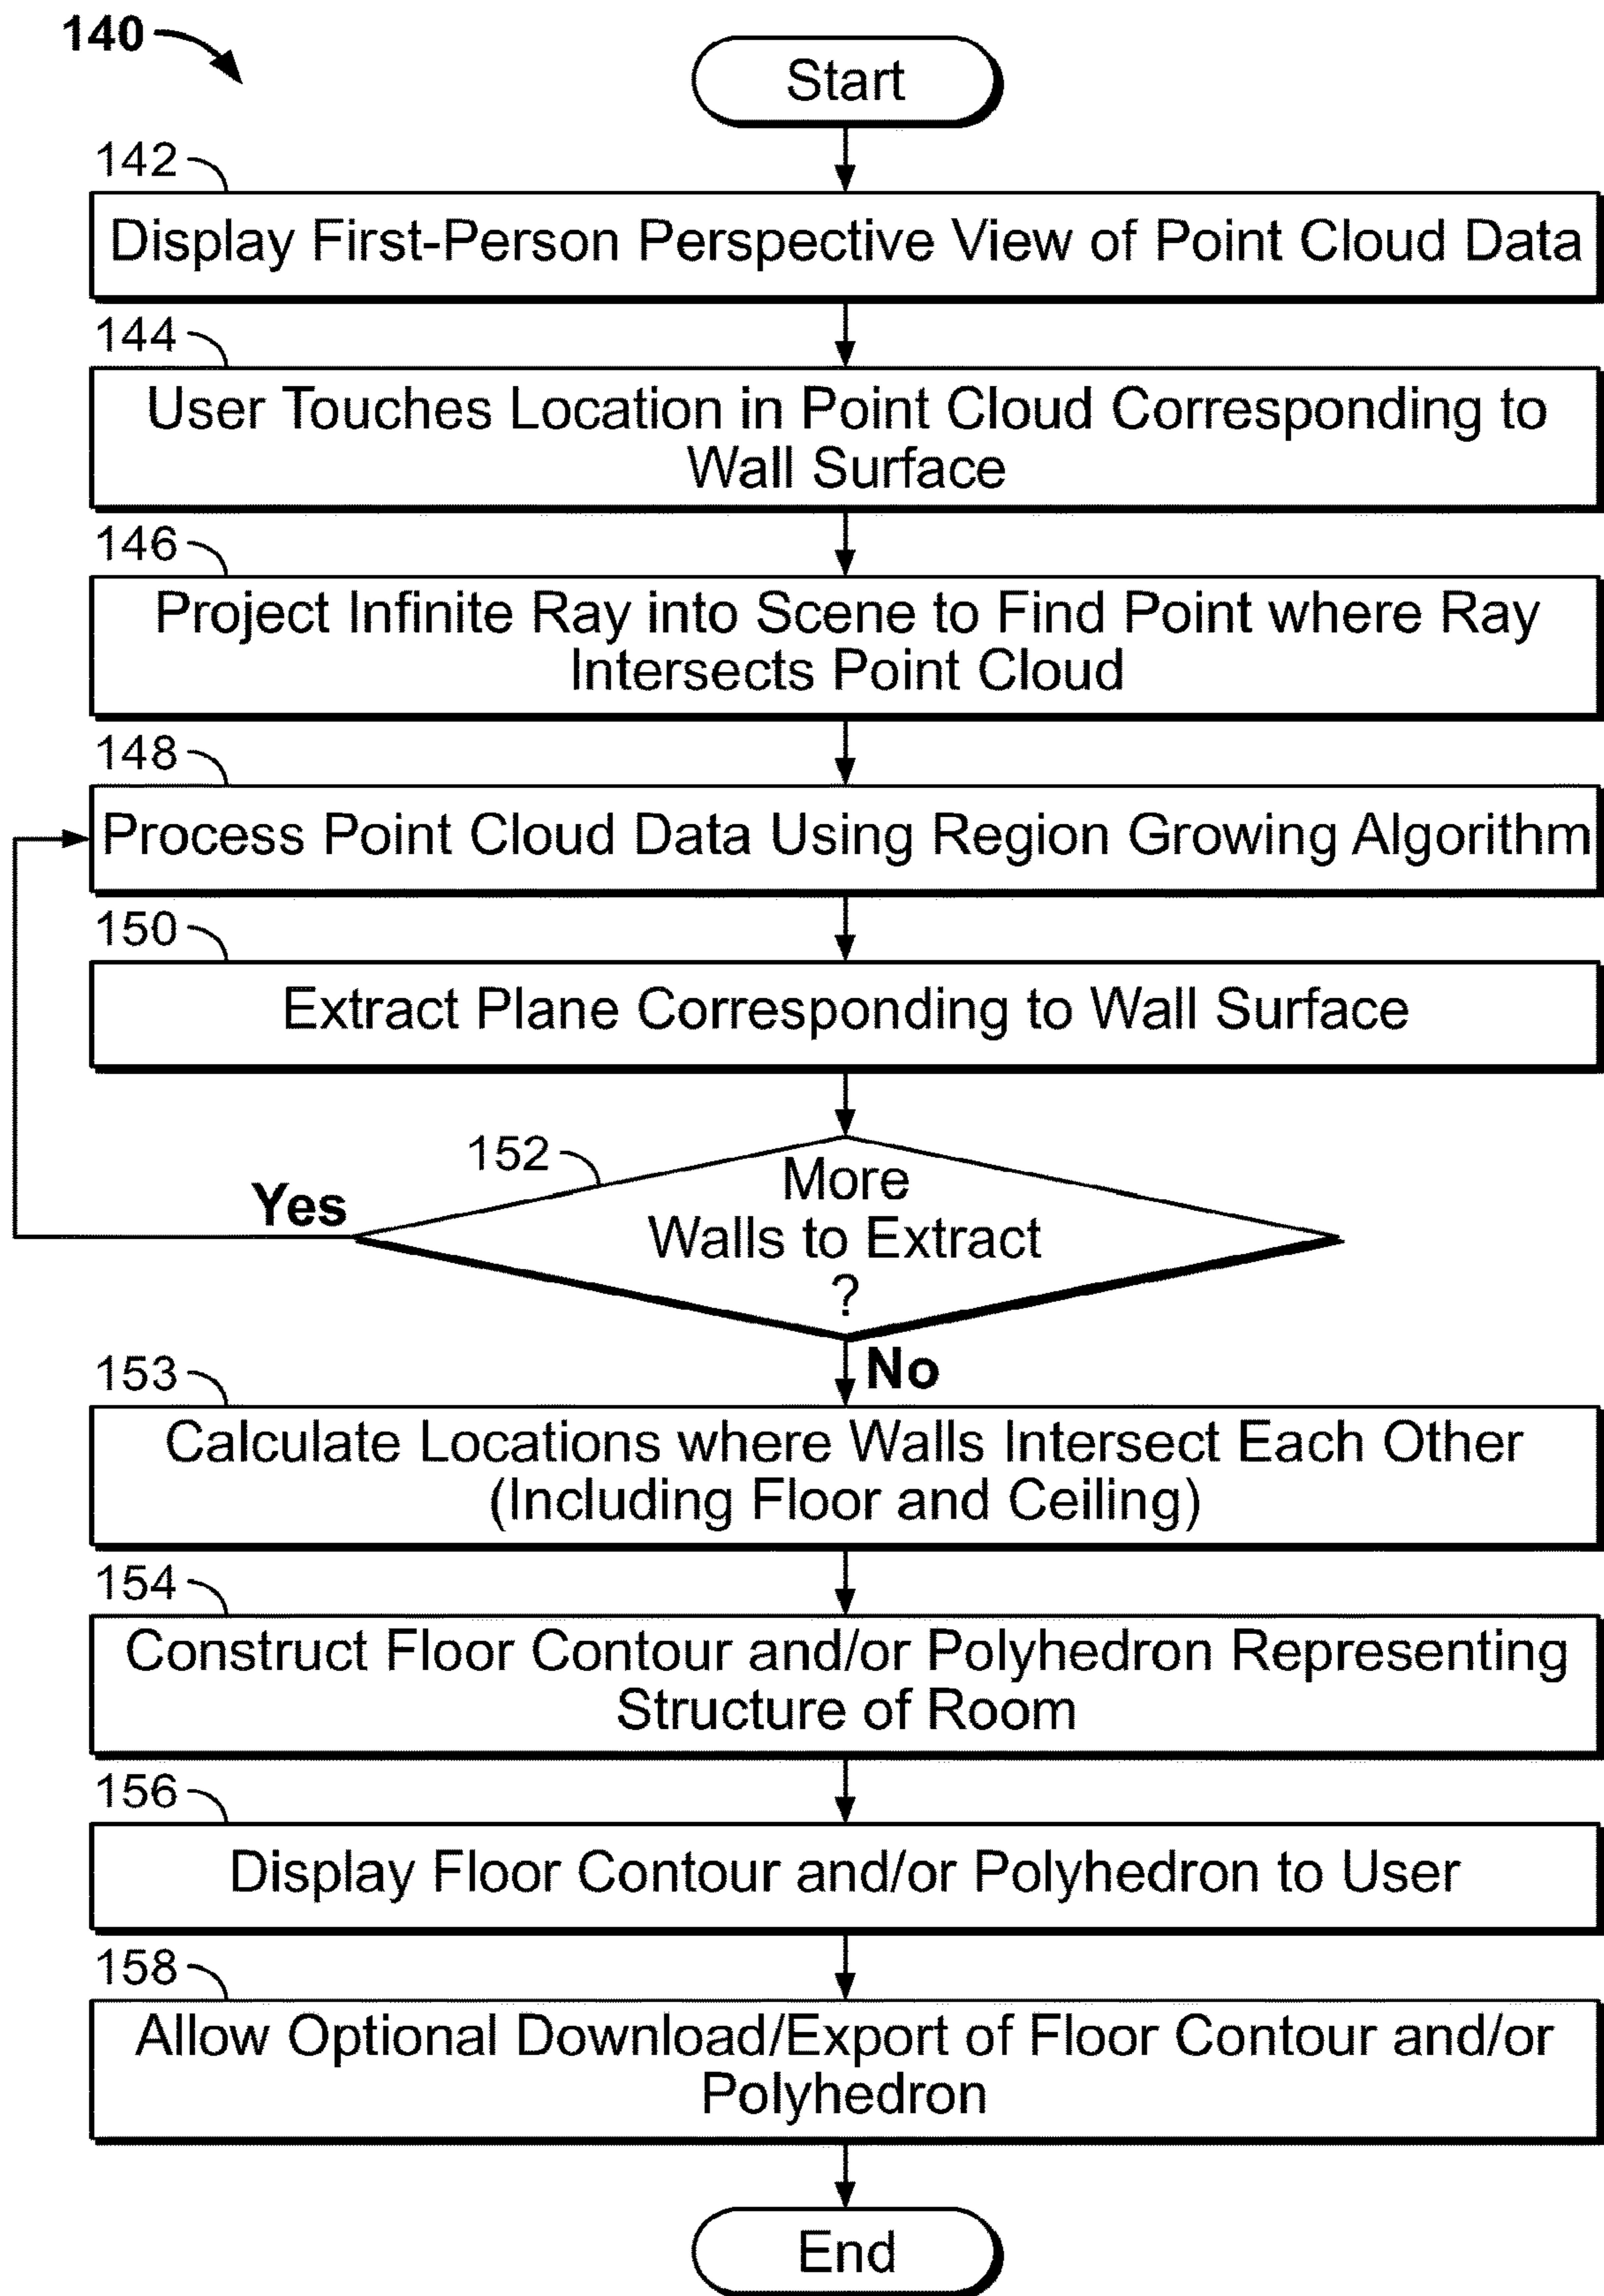 140
Start
142
Display First-Person Perspective View of Point Cloud Data
144
User Touches Location in Point Cloud Corresponding to
Wall Surface
146
Project Infinite Ray into Scene to Find Point where Ray
Intersects Point Cloud
148
Process Point Cloud Data Using Region Growing Algorithm
150
Extract Plane Corresponding to Wall Surface
152
More
Walls to Extract
?
Yes
No
153
Calculate Locations where Walls Intersect Each Other
(Including Floor and Ceiling)
154
Construct Floor Contour and/or Polyhedron Representing
Structure of Room
156
Display Floor Contour and/or Polyhedron to User
158
Allow Optional Download/Export of Floor Contour and/or
Polyhedron
End